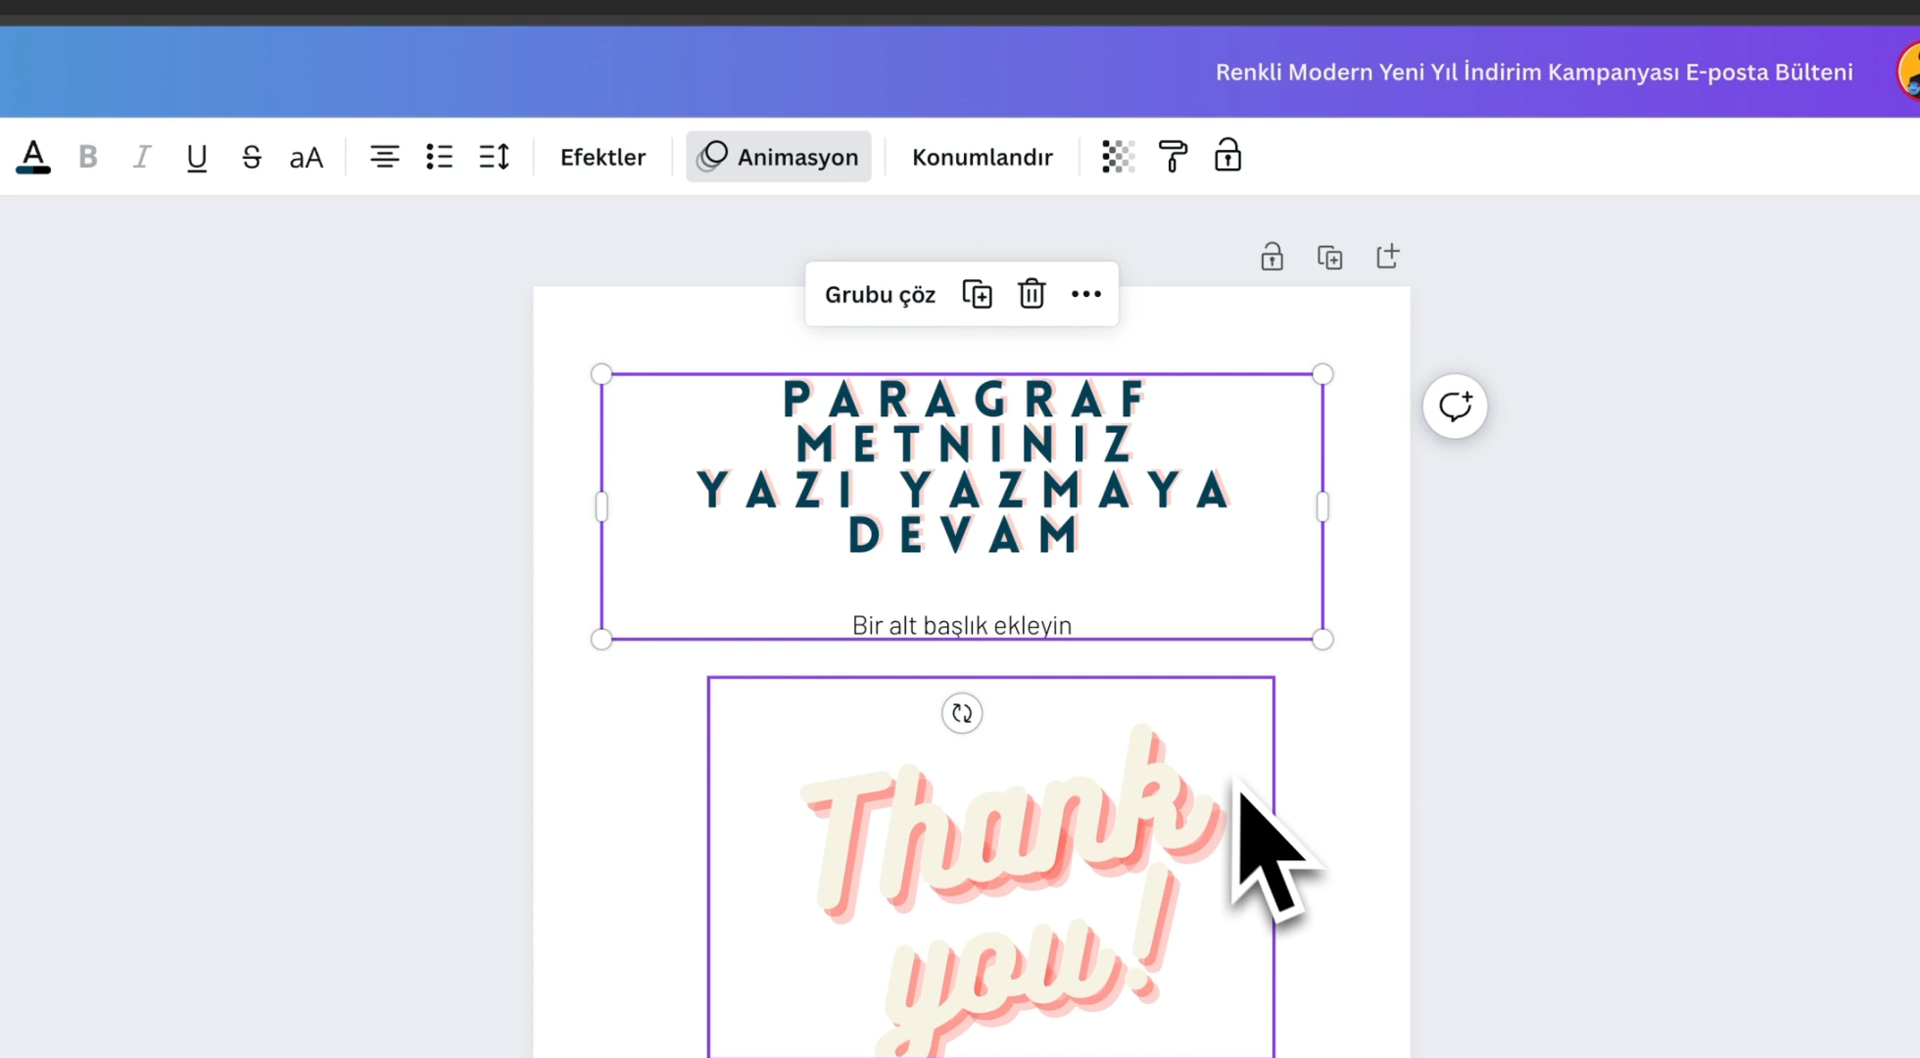 Renkli Modern Yeni Yıl İndirim Kampanyası E-posta Bülteni
A B I U S aA Efektler Animasyon Konumlandır
Grubu çöz
PARAGRAF
METNINIZ
YAZI YAZMAYA
DEVAM
Bir alt başlık ekleyin
Thank
you!